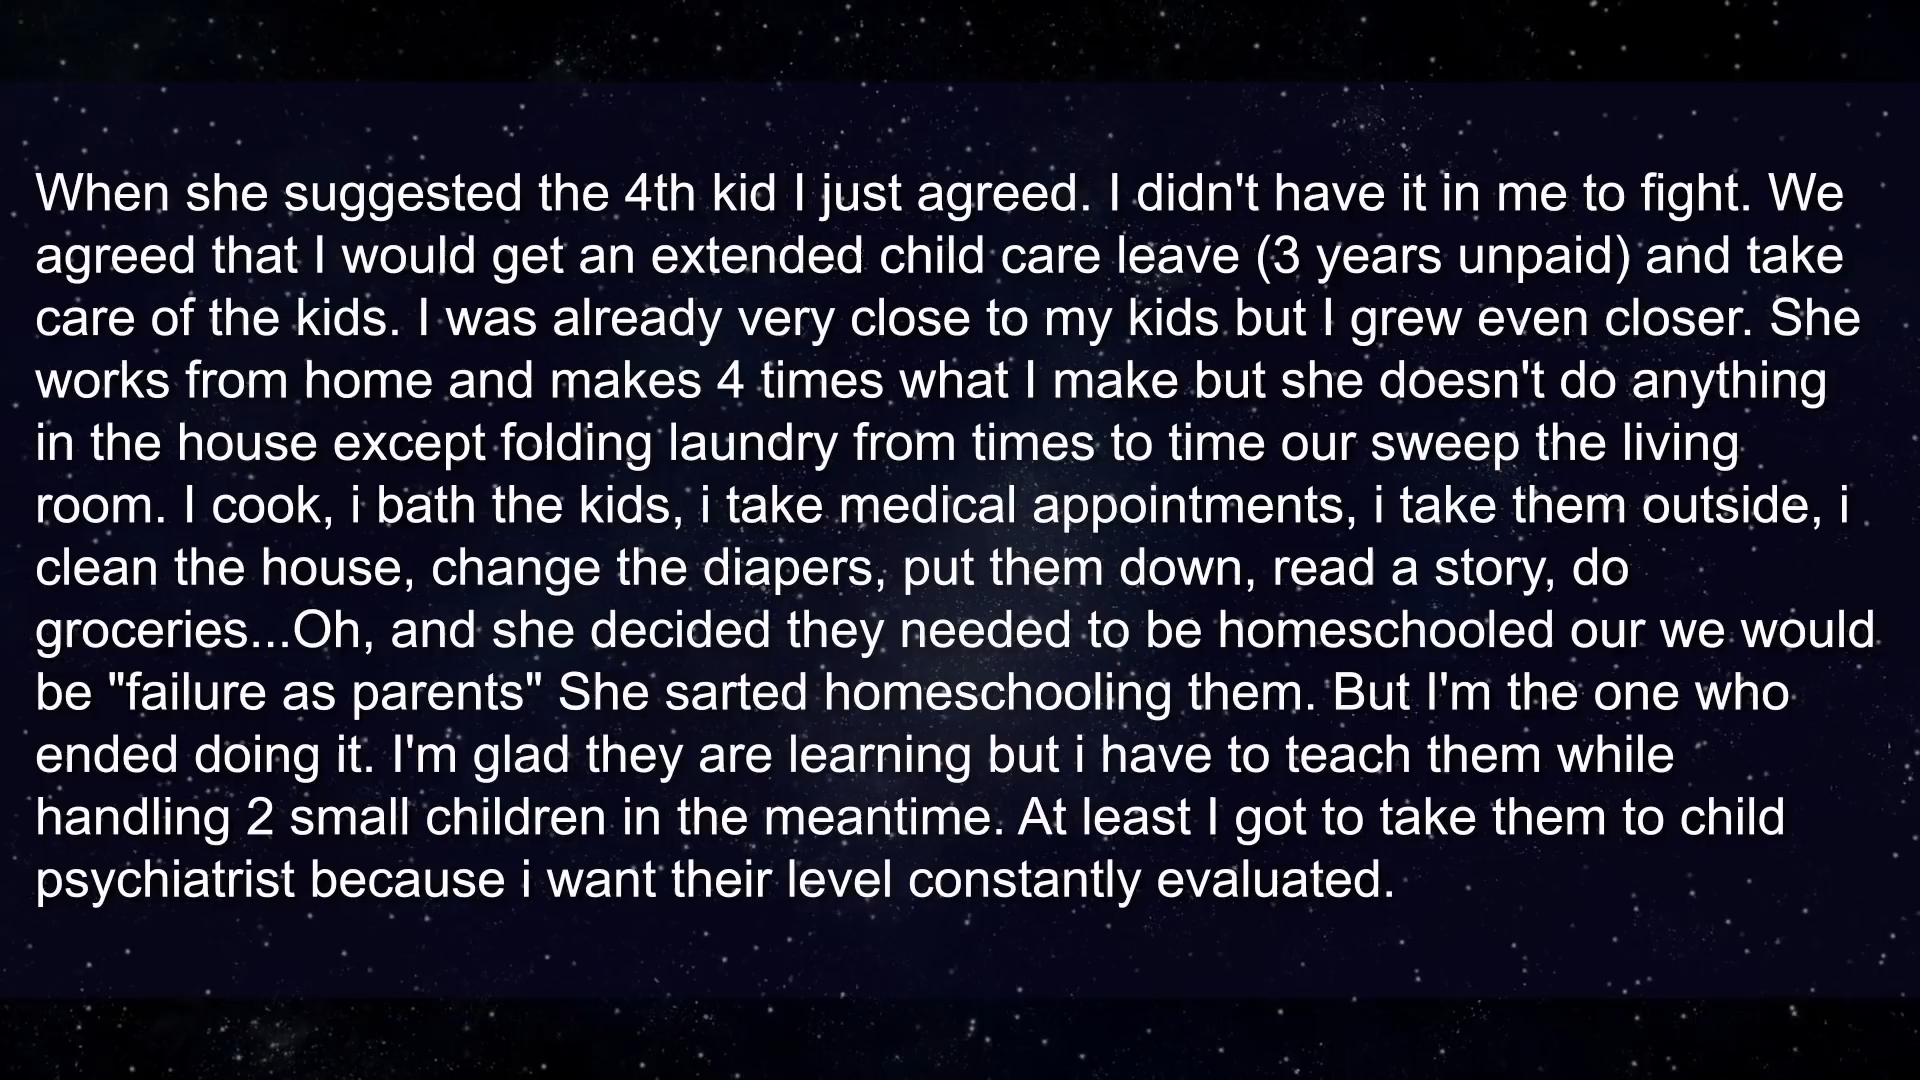 When she suggested the 4th kid I just agreed. I didn't have it in me to fight. We
agreed that I would get an extended child care leave (3 years unpaid) and take
care of the kids. I was already very close to my kids but I grew even closer. She
works from home and makes 4 times what I make but she doesn't do anything
in the house except folding laundry from times to time our sweep the living
room. I cook, i bath the kids, i take medical appointments, i take them outside, i
clean the house, change the diapers, put them down, read a story, do
groceries...Oh, and she decided they needed to be homeschooled our we would
be "failure as parents" She sarted homeschooling them. But I'm the one who
ended doing it. I'm glad they are learning but i have to teach them while
handling 2 small children in the meantime. At least I got to take them to child
psychiatrist because i want their level constantly evaluated.